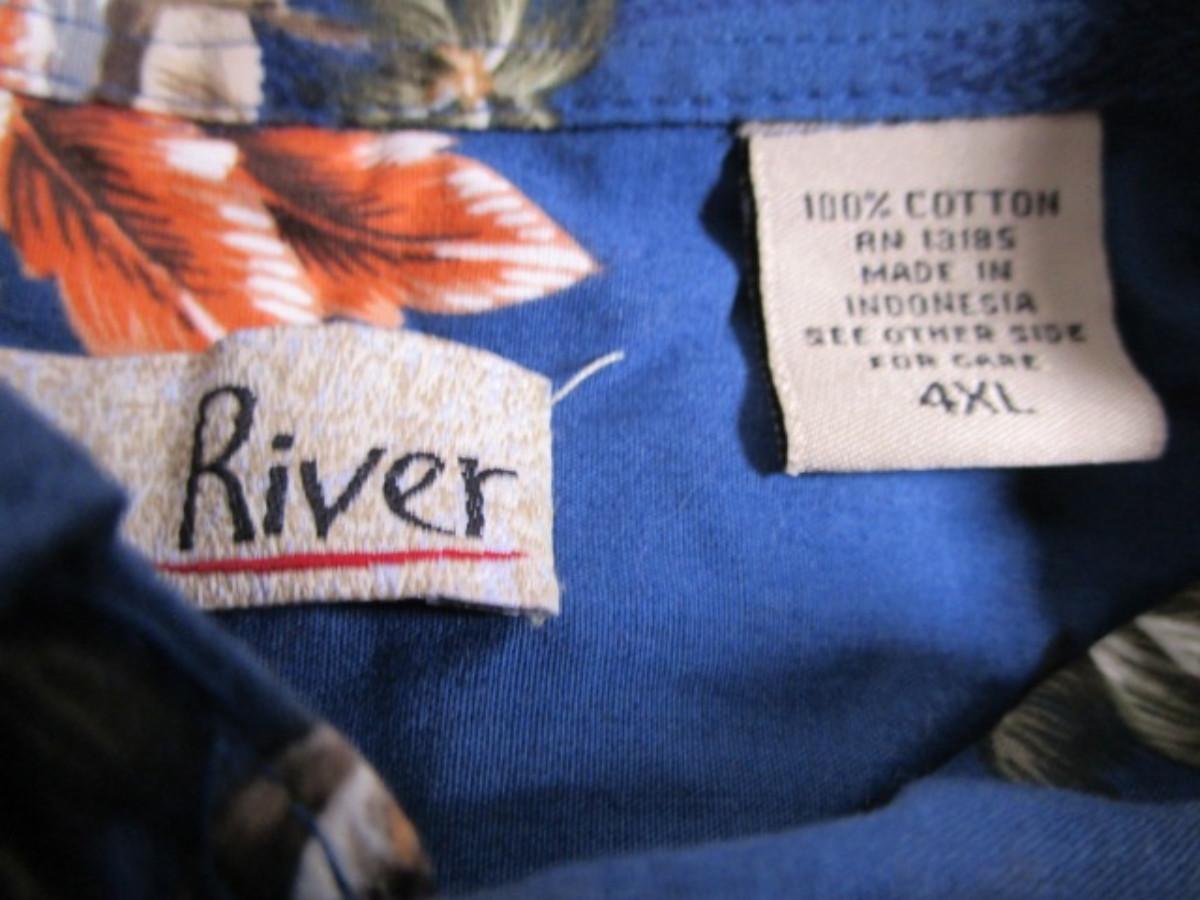 River
100% COTTON
RN 13185
MADE IN
INDONESIA
SEE OTHER SIDE
FOR CARE
4XL